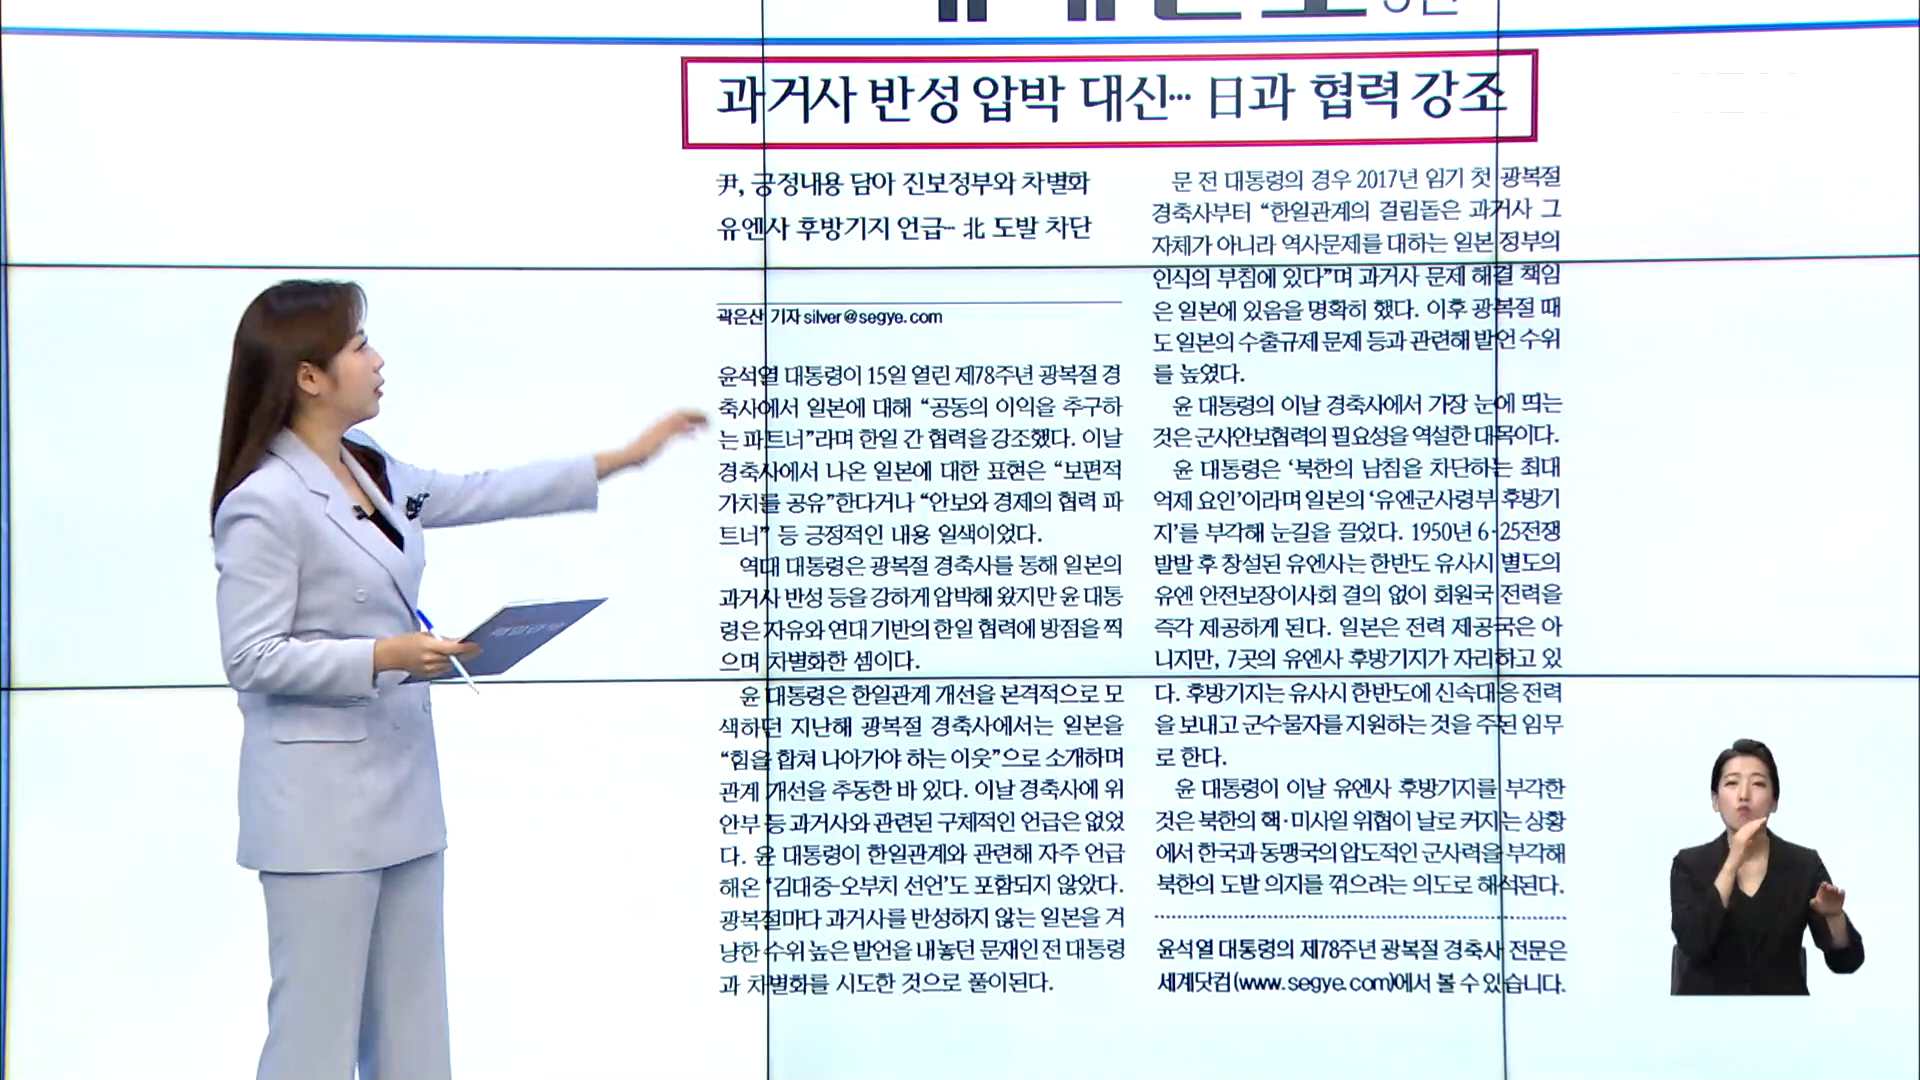 과거사 반성 압박 대신… 日과 협력 강조
尹, 긍정내용 담아 진보정부와 차별화
유엔사 후방기지 언급… 北 도발 차단
곽은산 기자 silver@segye.com
윤석열 대통령이 15일 열린 제78주년 광복절 경
축사에서 일본에 대해 “공동의 이익을 추구하
는 파트너”라며 한일 간 협력을 강조했다. 이날
경축사에서 나온 일본에 대한 표현은 “보편적
가치를 공유”한다거나 “안보와 경제의 협력 파
트너” 등 긍정적인 내용 일색이었다.
역대 대통령은 광복절 경축사를 통해 일본의
과거사 반성 등을 강하게 압박해 왔지만 윤 대통
령은 자유와 연대 기반의 한일 협력에 방점을 찍
으며 차별화한 셈이다.
윤 대통령은 한일관계 개선을 본격적으로 모
색하던 지난해 광복절 경축사에서는 일본을
“힘을 합쳐 나아가야 하는 이웃”으로 소개하며
관계 개선을 추동한 바 있다. 이날 경축사에 위
안부 등 과거사와 관련된 구체적인 언급은 없었
다. 윤 대통령이 한일관계와 관련해 자주 언급
해온 ‘김대중-오부치 선언’도 포함되지 않았다.
광복절마다 과거사를 반성하지 않는 일본을 겨
냥한 수위 높은 발언을 내놓던 문재인 전 대통령
과 차별화를 시도한 것으로 풀이된다.
문 전 대통령의 경우 2017년 임기 첫 광복절
경축사부터 “한일관계의 걸림돌은 과거사 그
자체가 아니라 역사문제를 대하는 일본 정부의
인식의 부침에 있다”며 과거사 문제 해결 책임
은 일본에 있음을 명확히 했다. 이후 광복절 때
도 일본의 수출규제 문제 등과 관련해 발언 수위
를 높였다.
윤 대통령의 이날 경축사에서 가장 눈에 띄는
것은 군사안보협력의 필요성을 역설한 대목이다.
윤 대통령은 ‘북한의 남침을 차단하는 최대
억제 요인’이라며 일본의 ‘유엔군사령부 후방기
지’를 부각해 눈길을 끌었다. 1950년 6·25전쟁
발발 후 창설된 유엔사는 한반도 유사시 별도의
유엔 안전보장이사회 결의 없이 회원국 전력을
즉각 제공하게 된다. 일본은 전력 제공국은 아
니지만, 7곳의 유엔사 후방기지가 자리하고 있
다. 후방기지는 유사시 한반도에 신속대응 전력
을 보내고 군수물자를 지원하는 것을 주된 임무
로 한다.
윤 대통령이 이날 유엔사 후방기지를 부각한
것은 북한의 핵·미사일 위협이 날로 커지는 상황
에서 한국과 동맹국의 압도적인 군사력을 부각해
북한의 도발 의지를 꺾으려는 의도로 해석된다.
윤석열 대통령의 제78주년 광복절 경축사 전문은
세계닷컴(www.segye.com)에서 볼 수 있습니다.